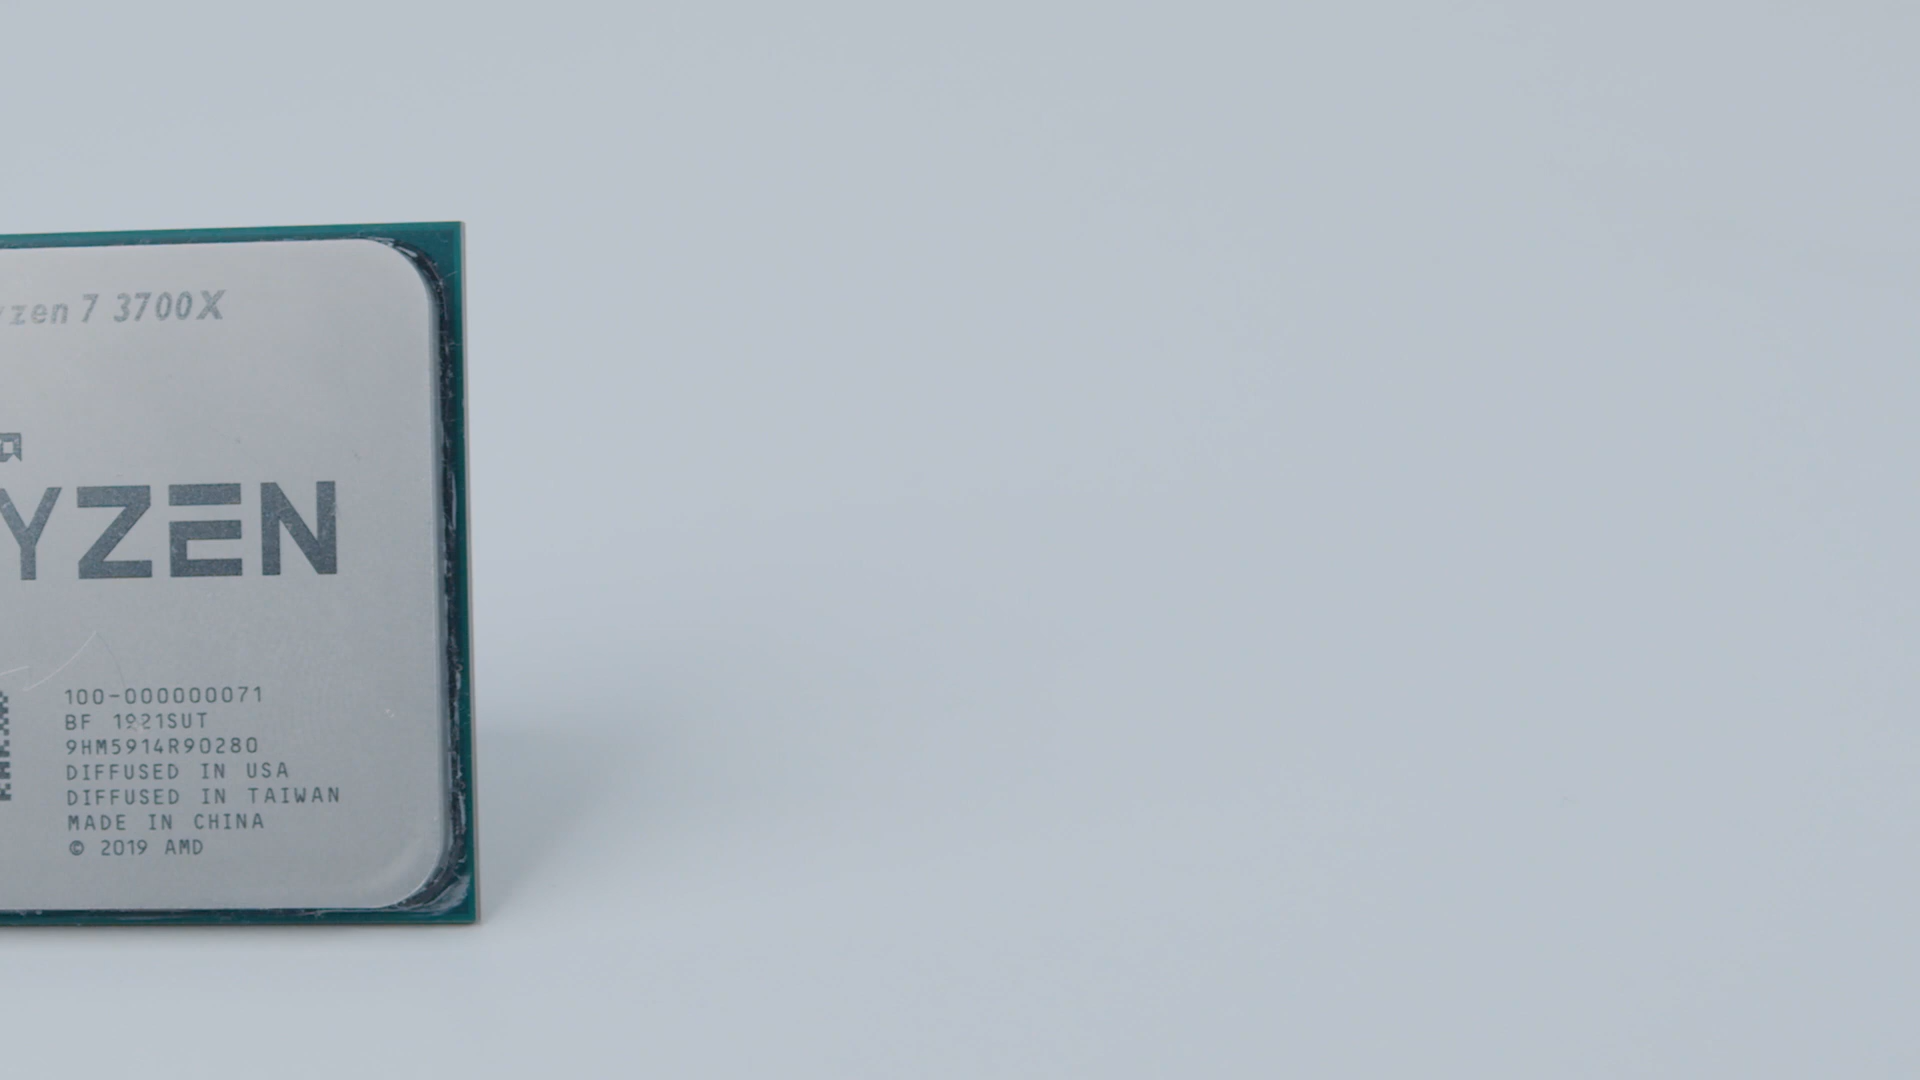 yzen 7 3700X
YZEN
100-000000071
BF 1921SUT
9HM5914R90280
DIFFUSED IN USA
DIFFUSED IN TAIWAN
MADE IN CHINA
© 2019 AMD